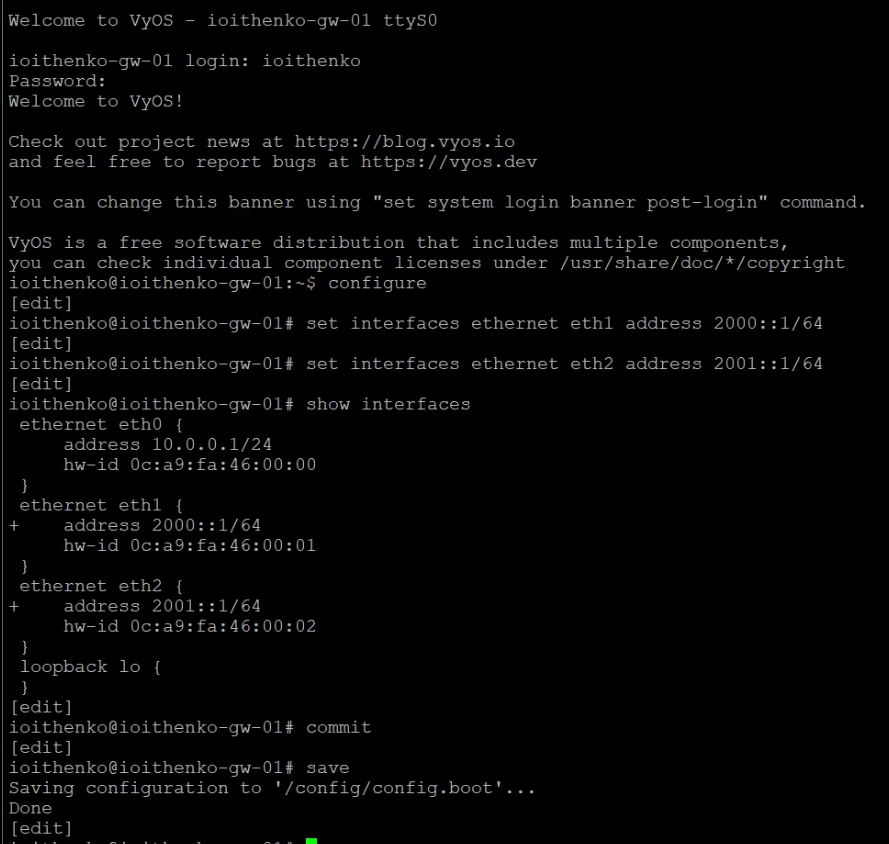 Welcome to VyOS - ioithenko-gw-01 ttyS0
ioithenko-gw-01 login: ioithenko
Password:
Welcome to VyOS!
Check out project news at https://blog.vyos.io
and feel free to report bugs at https://vyos.dev
You can change this banner using "set system login banner post-login" command.
VyOS is a free software distribution that includes multiple components,
you can check individual component licenses under /usr/share/doc/*/copyright
ioithenko@ioithenko-gw-01:~$ configure
[edit]
ioithenko@ioithenko-gw-01# set interfaces ethernet eth1 address 2000::1/64
[edit]
ioithenko@ioithenko-gw-01# set interfaces ethernet eth2 address 2001::1/64
[edit]
ioithenko@ioithenko-gw-01# show interfaces
 ethernet eth0 {
     address 10.0.0.1/24
     hw-id 0c:a9:fa:46:00:00
 }
 ethernet eth1 {
+    address 2000::1/64
     hw-id 0c:a9:fa:46:00:01
 }
 ethernet eth2 {
+    address 2001::1/64
     hw-id 0c:a9:fa:46:00:02
 }
 loopback lo {
 }
[edit]
ioithenko@ioithenko-gw-01# commit
[edit]
ioithenko@ioithenko-gw-01# save
Saving configuration to '/config/config.boot'...
Done
[edit]